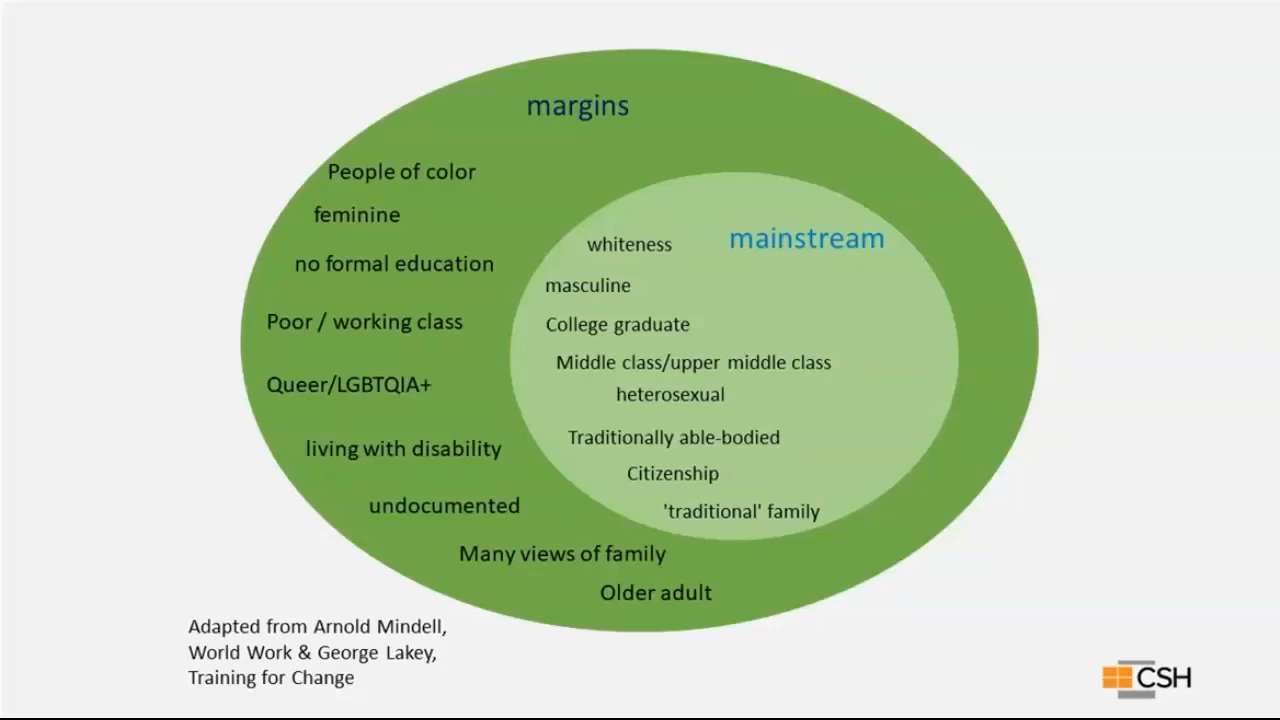 margins
People of color
feminine
no formal education
Poor / working class
Queer/LGBTQIA+
living with disability
undocumented
Many views of family
Older adult
mainstream
whiteness
masculine
College graduate
Middle class/upper middle class
heterosexual
Traditionally able-bodied
Citizenship
'traditional' family
Adapted from Arnold Mindell,
World Work & George Lakey,
Training for Change
CSH